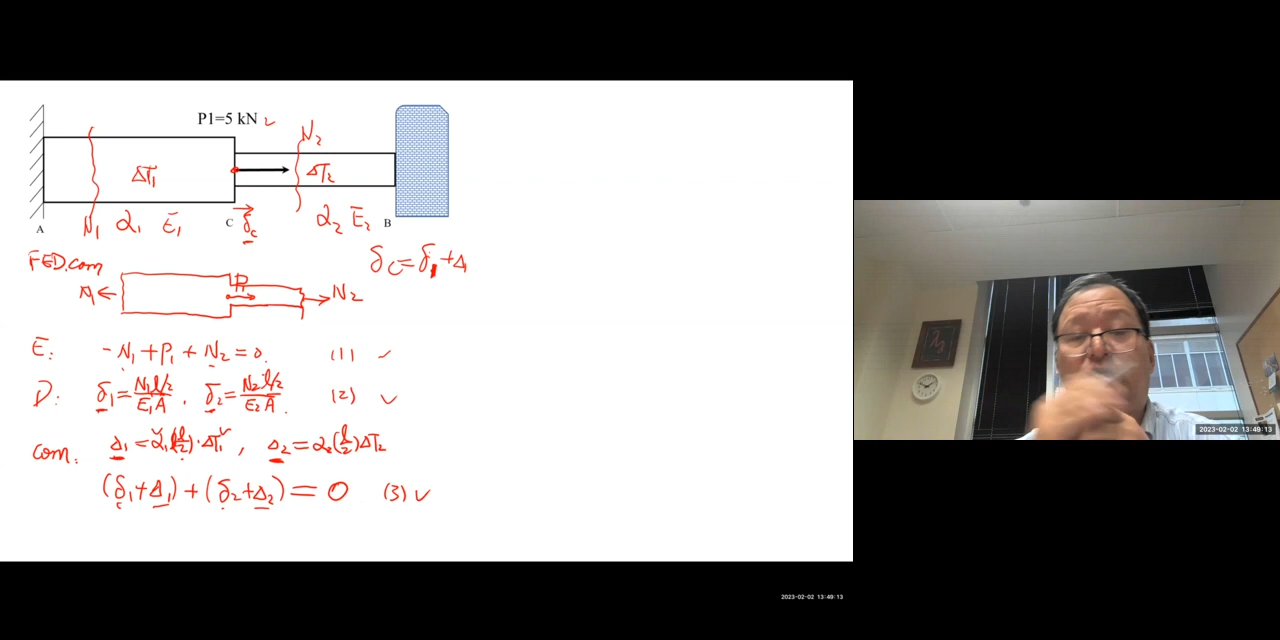 P1=5 kN
N2
ΔT1
ΔT2
A
N1 α1 E1
C
δc
α2 E2
B
FED.com
δc=δ1+Δ
N1
P1
N2
E: -N1+P1+N2=0. (1) ✓
D: δ1=N1l/2/E1A, δ2=N2l/2/E2A. (2) ✓
com: Δ1=α1(l/2)·ΔT1, Δ2=α2(l/2)ΔT2
(δ1+Δ1)+(δ2+Δ2)=0 (3) ✓
2023-02-02 13:49:13
2023-02-02 13:49:13